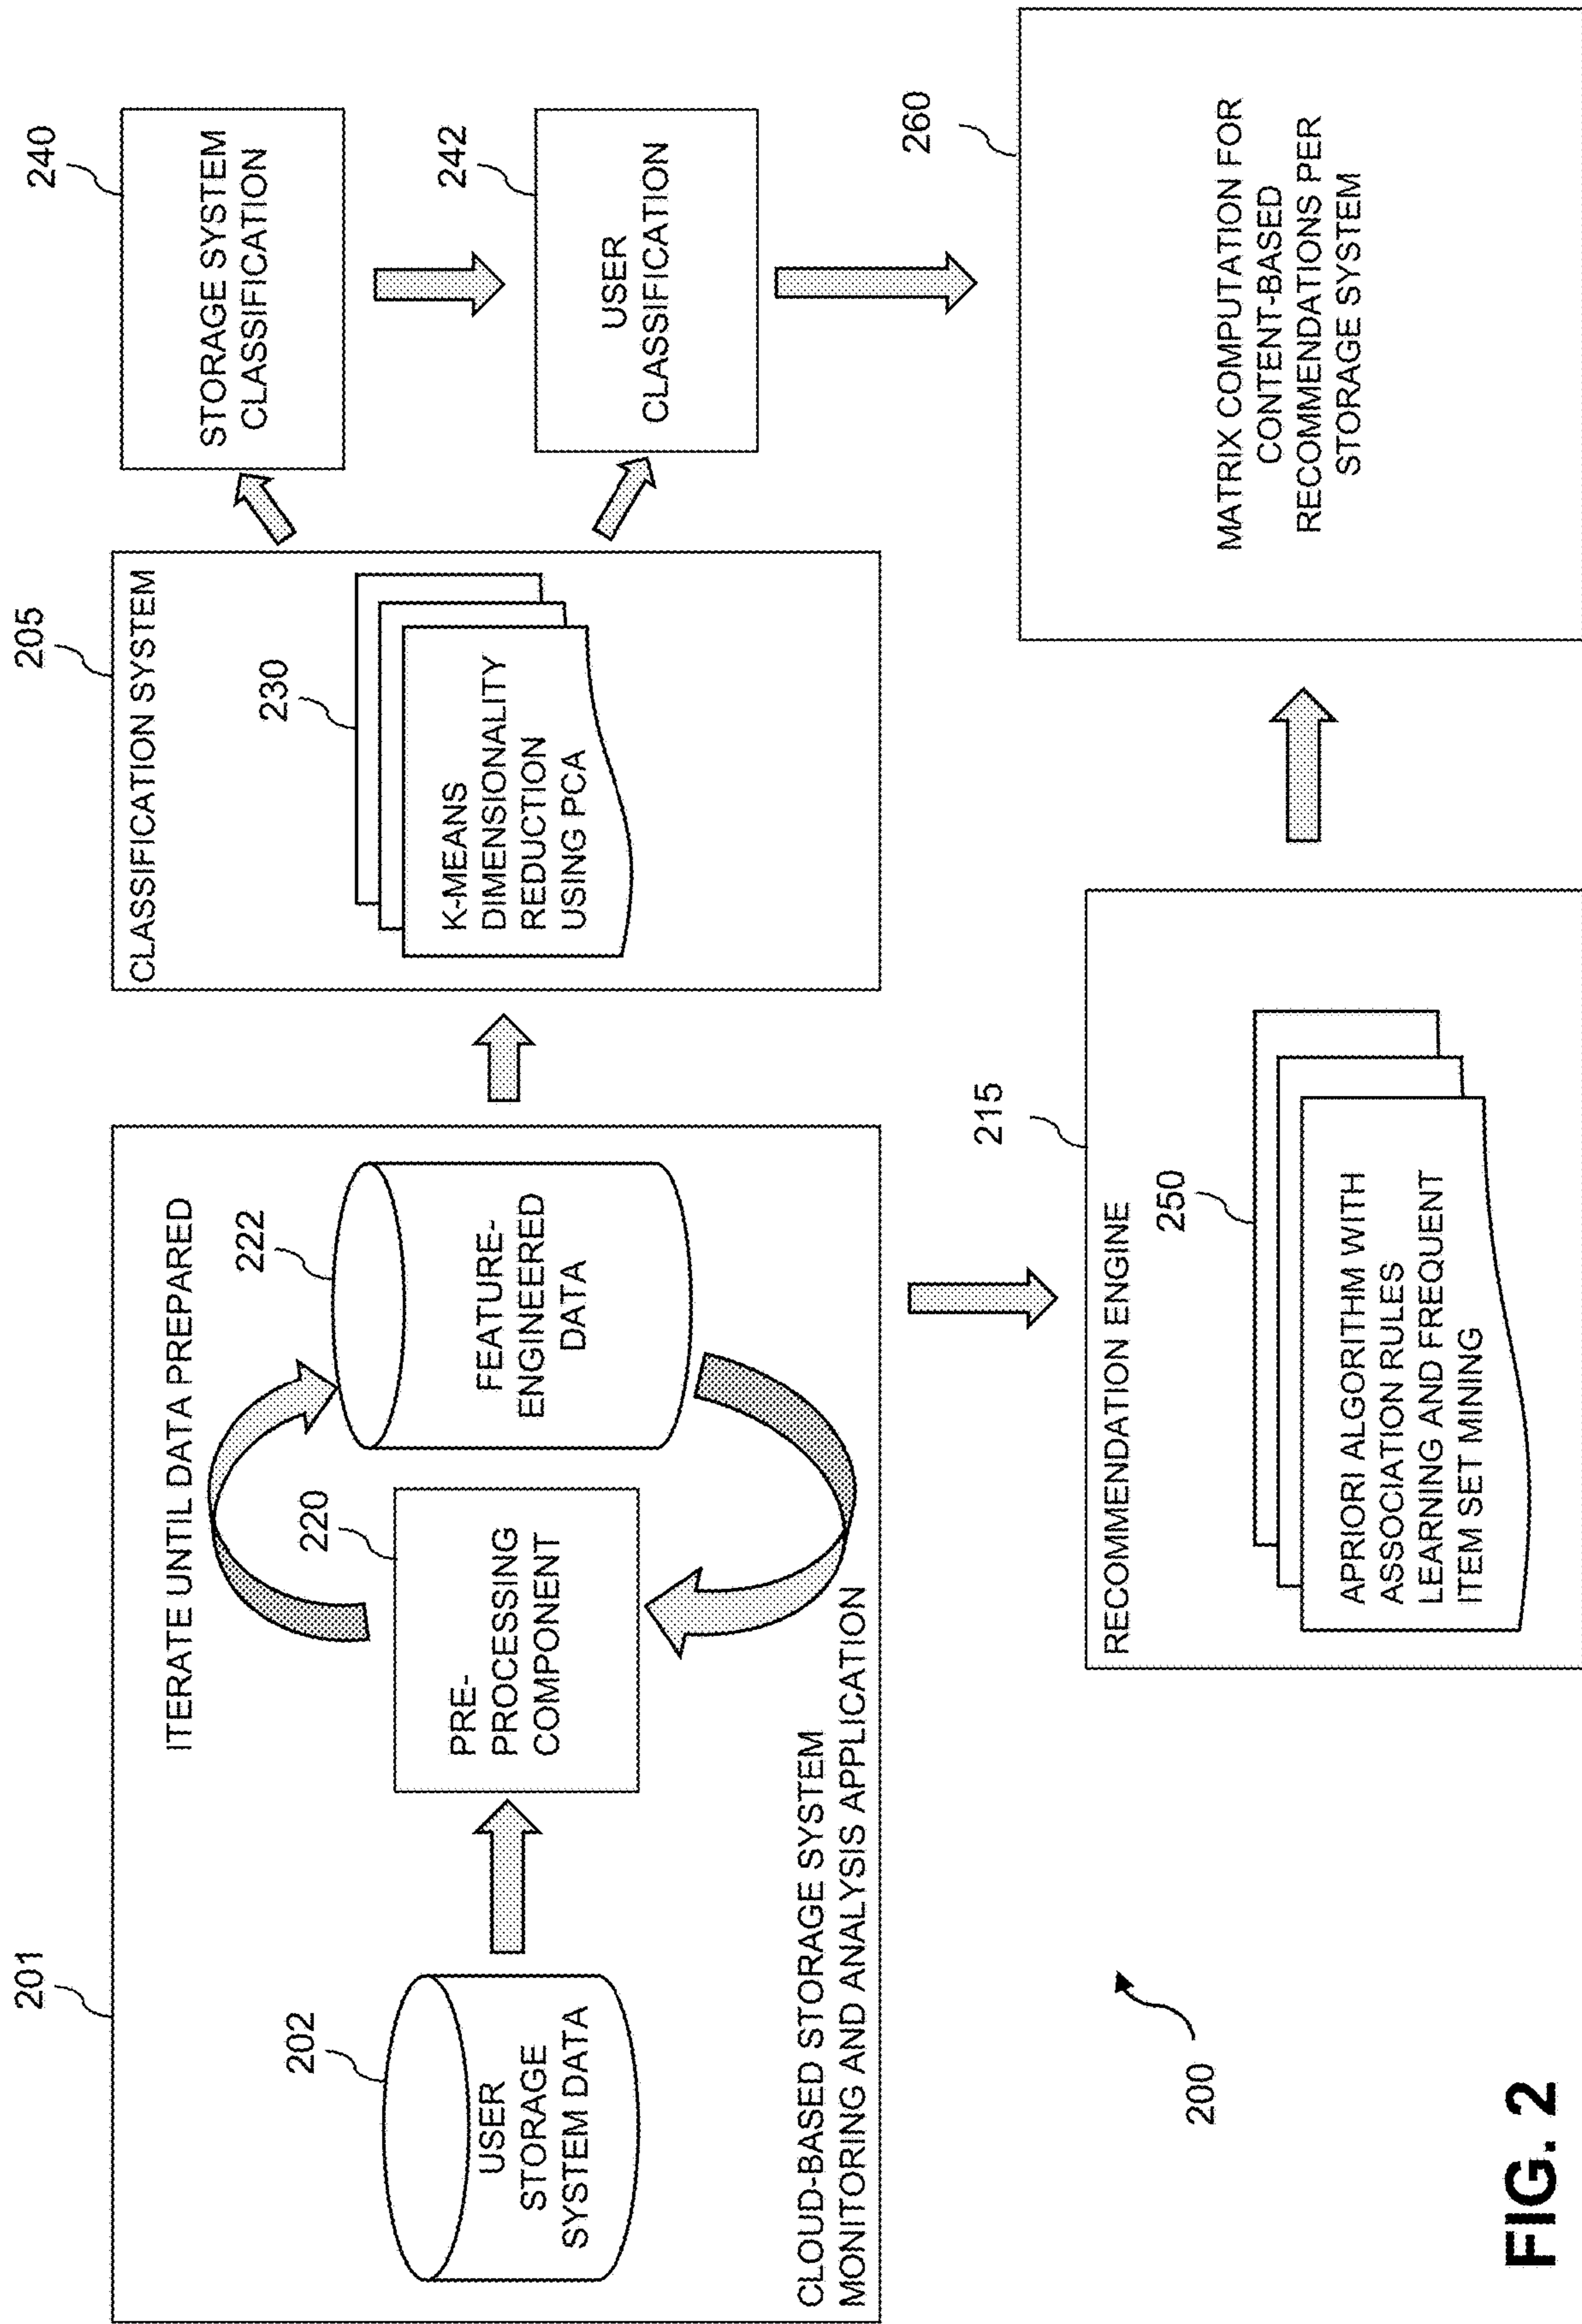 201
ITERATE UNTIL DATA PREPARED
202
USER
STORAGE
SYSTEM DATA
220
PRE-
PROCESSING
COMPONENT
222
FEATURE-
ENGINEERED
DATA
CLOUD-BASED STORAGE SYSTEM
MONITORING AND ANALYSIS APPLICATION
205
CLASSIFICATION SYSTEM
230
K-MEANS
DIMENSIONALITY
REDUCTION
USING PCA
240
STORAGE SYSTEM
CLASSIFICATION
242
USER
CLASSIFICATION
215
RECOMMENDATION ENGINE
250
APRIORI ALGORITHM WITH
ASSOCIATION RULES
LEARNING AND FREQUENT
ITEM SET MINING
260
MATRIX COMPUTATION FOR
CONTENT-BASED
RECOMMENDATIONS PER
STORAGE SYSTEM
200
FIG. 2